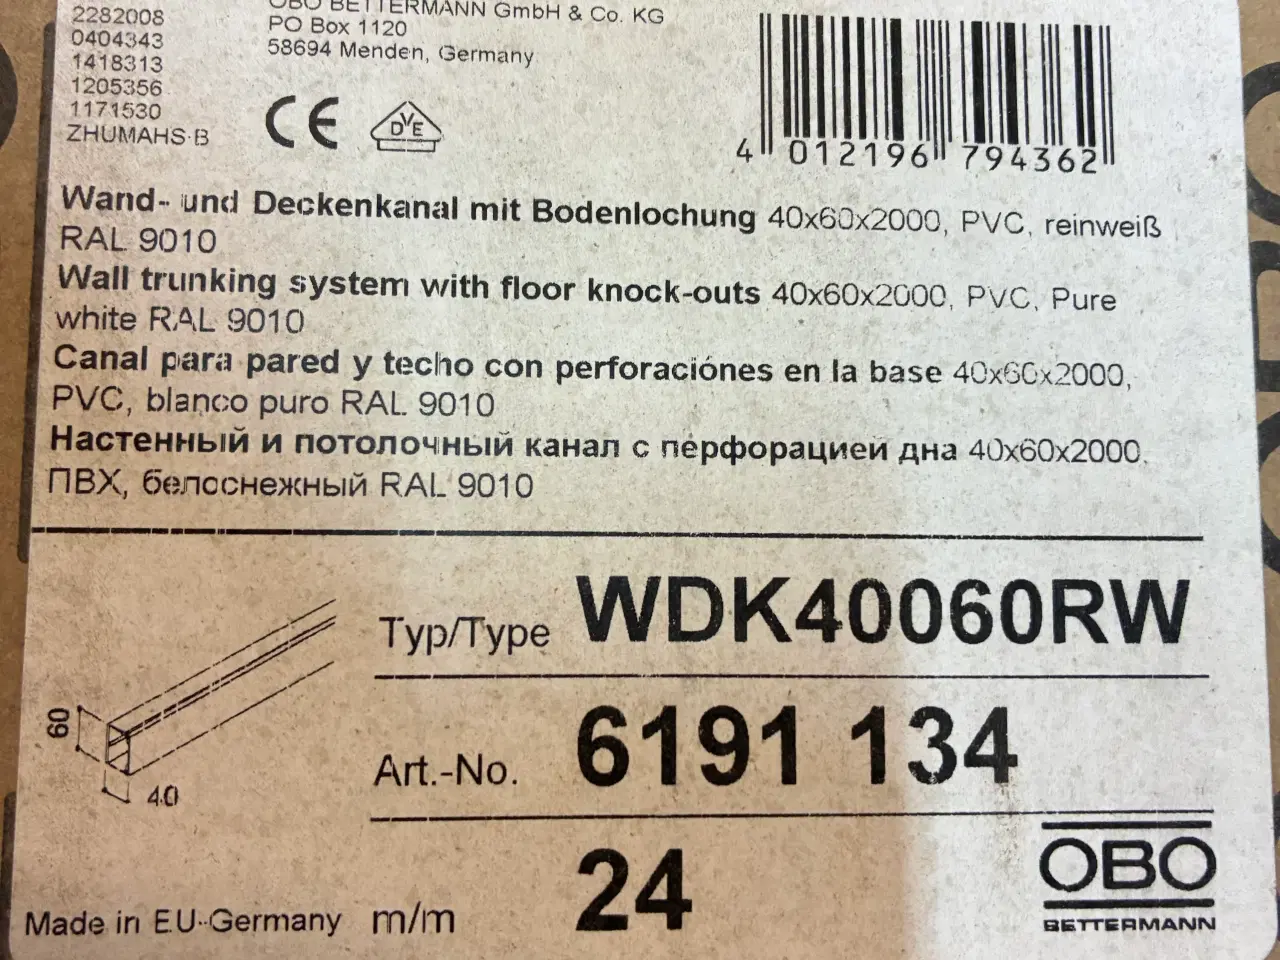 2282008
0404343
1418313
1205356
1171530
ZHUMAHS-B
OBO BETTERMANN GmbH & Co. KG
PO Box 1120
58694 Menden, Germany
CE
VDE
4 012196 794362
Wand- und Deckenkanal mit Bodenlochung 40x60x2000, PVC, reinweiß
RAL 9010
Wall trunking system with floor knock-outs 40x60x2000, PVC, Pure
white RAL 9010
Canal para pared y techo con perforaciónes en la base 40x60x2000,
PVC, blanco puro RAL 9010
Настенный и потолочный канал с перфорацией дна 40x60x2000,
ПВХ, белоснежный RAL 9010
60
40
Typ/Type WDK40060RW
Art.-No. 6191 134
m/m 24
Made in EU-Germany
OBO
BETTERMANN